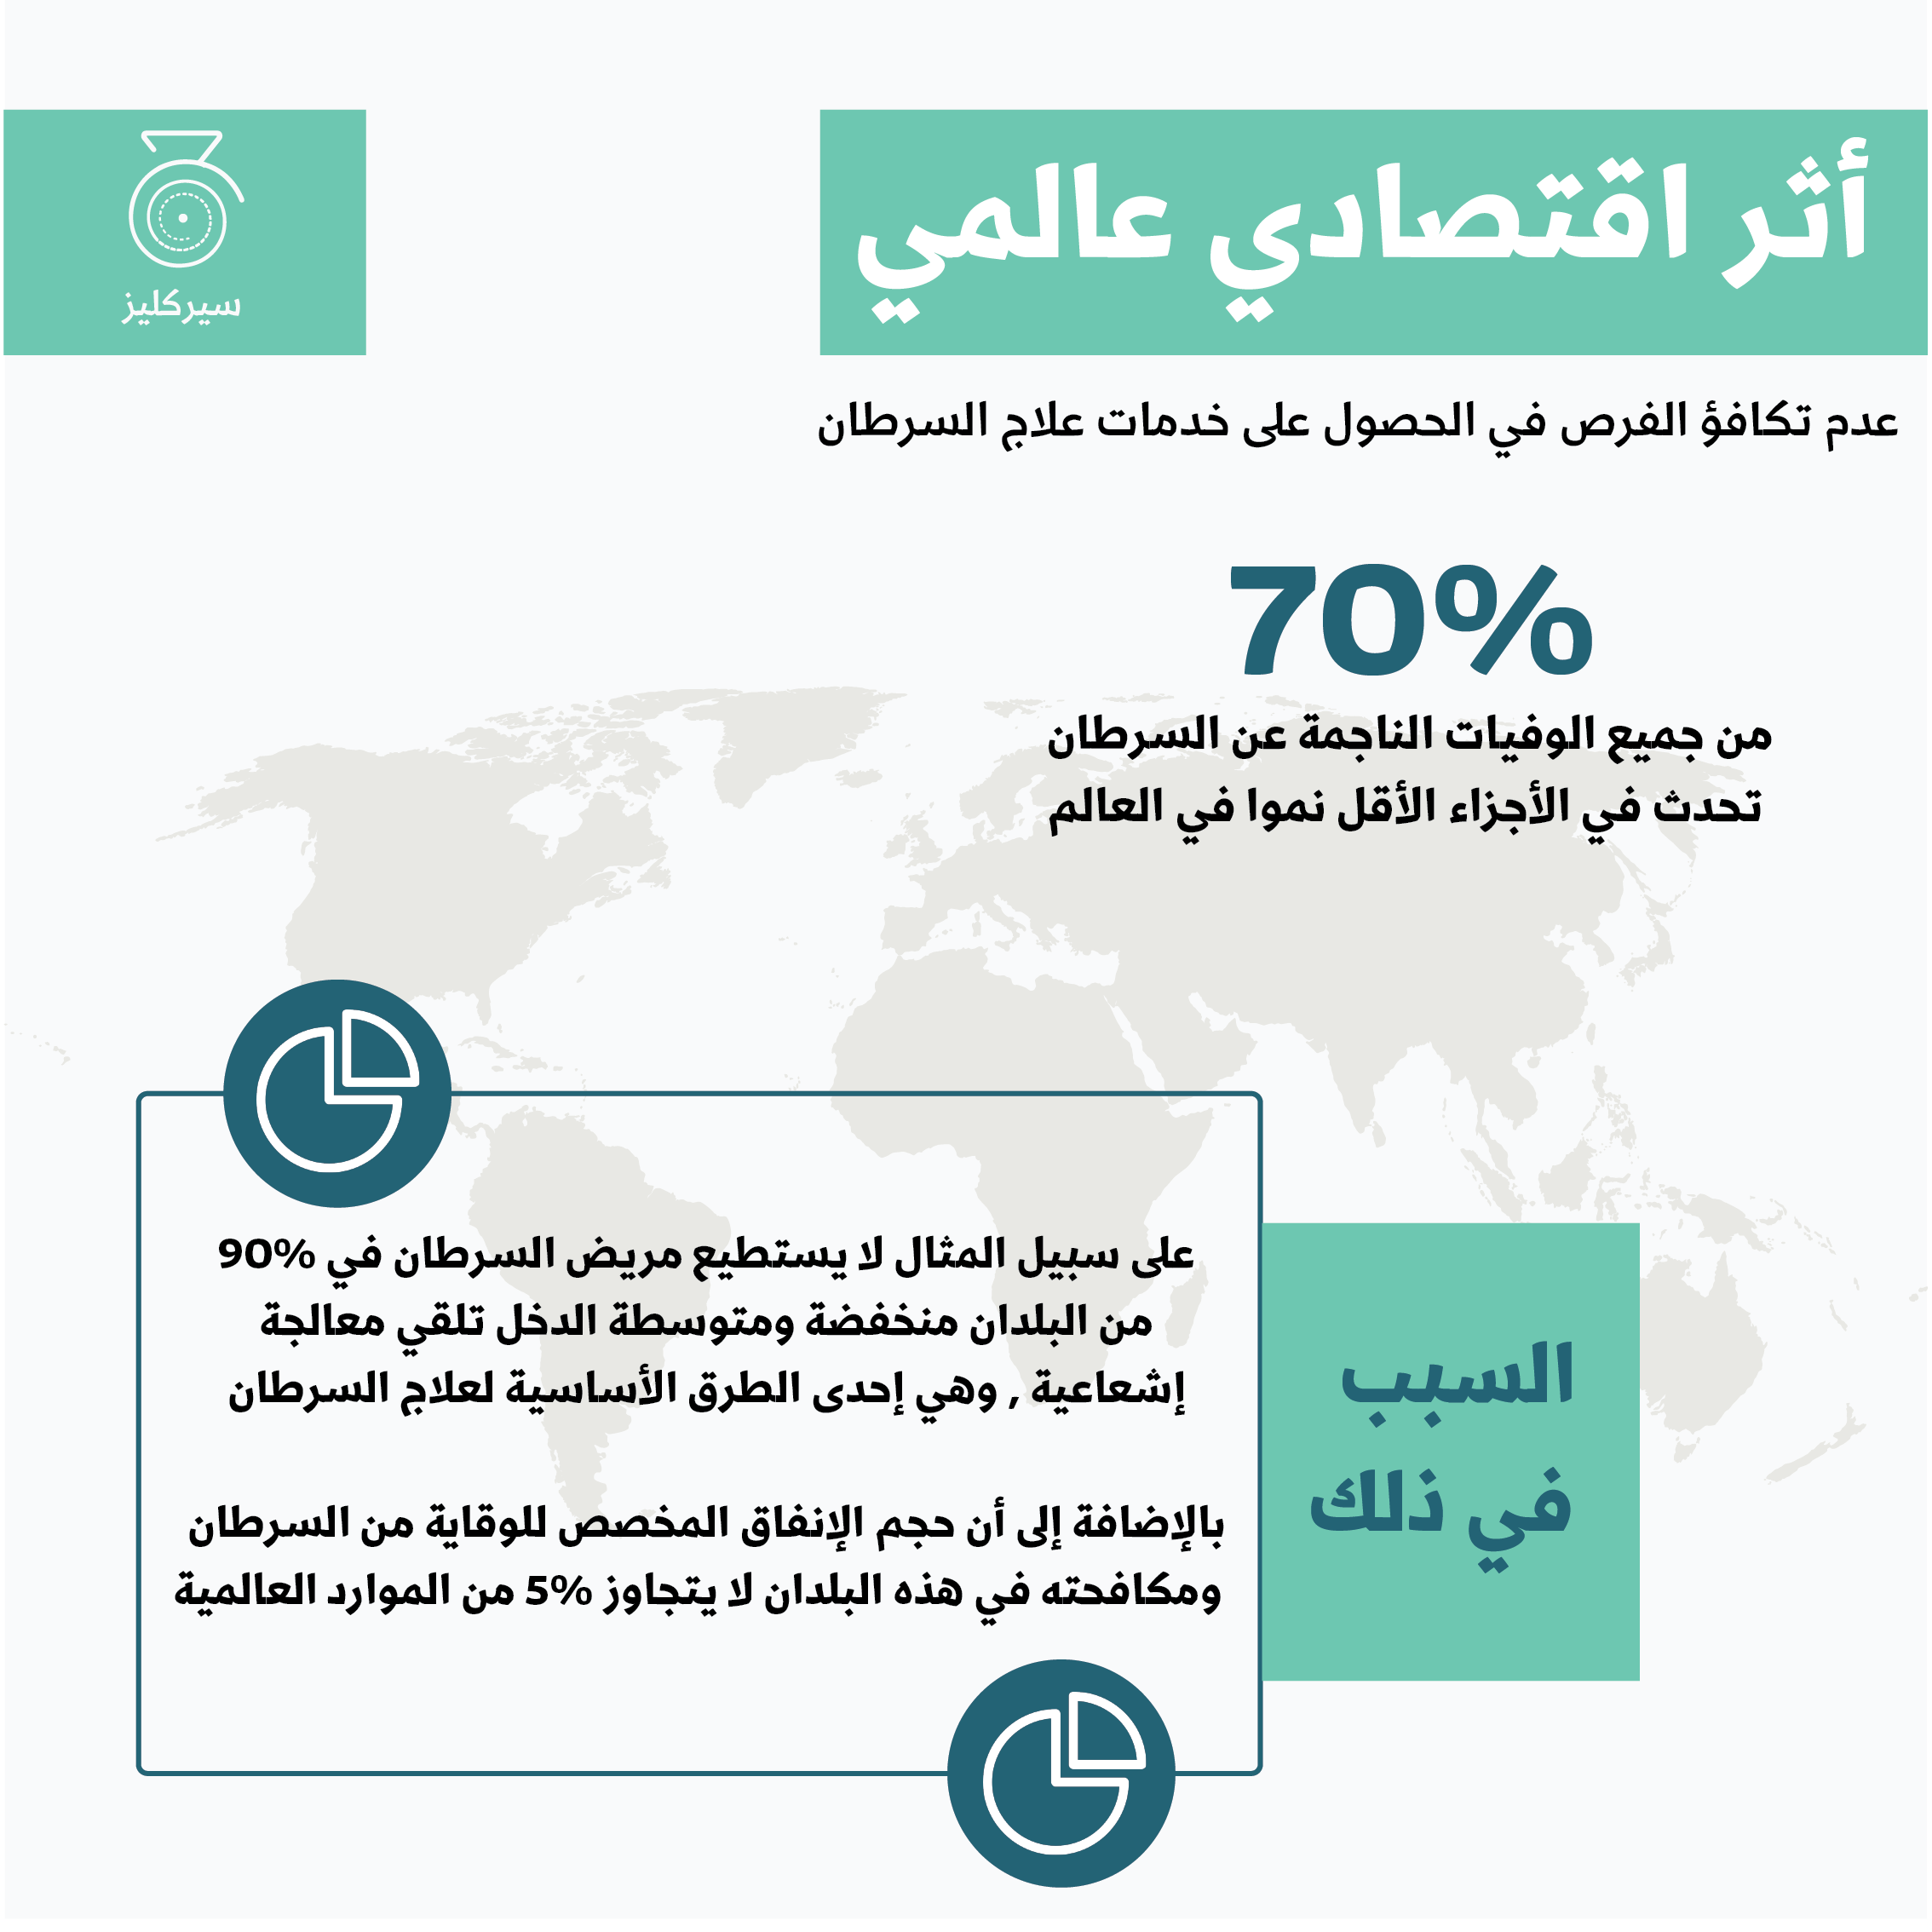 أثر اقتصادي عالمي
سيركليز
عدم تكافؤ الفرص في الحصول على خدمات علاج السرطان
70%
من جميع الوفيات الناجمة عن السرطان
تحدث في الأجزاء الأقل نموا في العالم
السبب
في ذلك
على سبيل المثال لا يستطيع مريض السرطان في 90%
من البلدان منخفضة ومتوسطة الدخل تلقي معالجة
إشعاعية , وهي إحدى الطرق الأساسية لعلاج السرطان
بالإضافة إلى أن حجم الإنفاق المخصص للوقاية من السرطان
ومكافحته في هذه البلدان لا يتجاوز 5% من الموارد العالمية